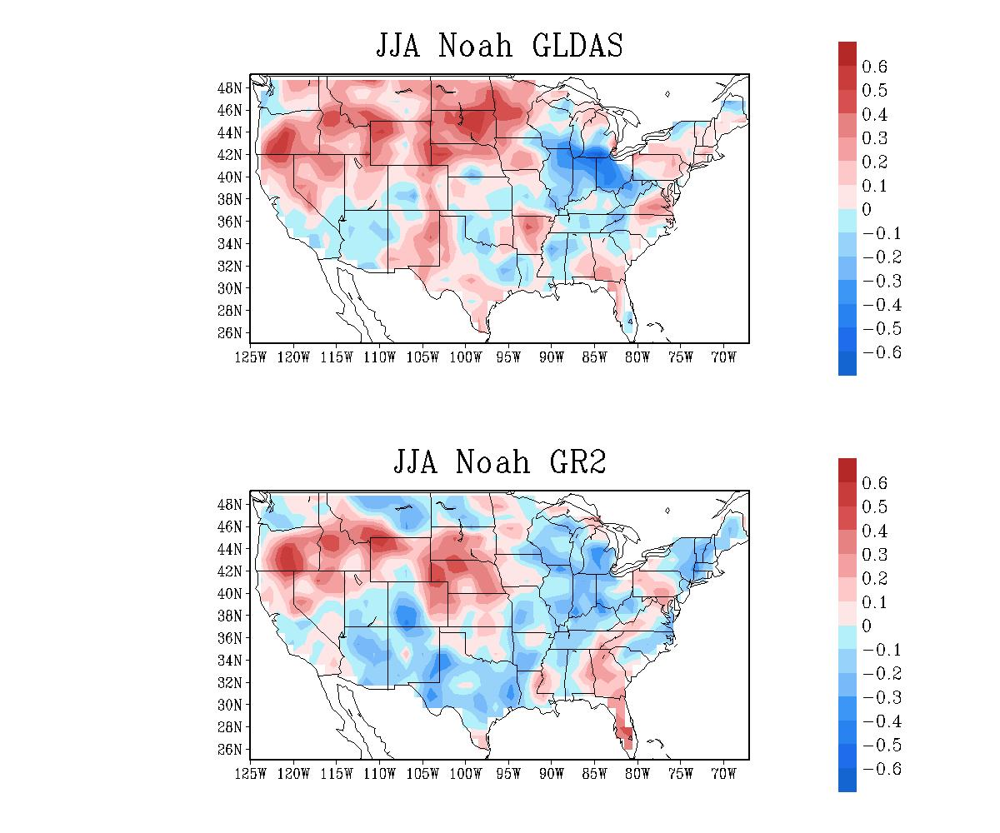 JJA Noah GLDAS
48N
46N
44N
42N
40N
38N
36N
34N
32N
30N
28N
26N
125W 120W 115W 110W 105W 100W 95W 90W 85W 80W 75W 70W
0.6
0.5
0.4
0.3
0.2
0.1
0
−0.1
−0.2
−0.3
−0.4
−0.5
−0.6
JJA Noah GR2
48N
46N
44N
42N
40N
38N
36N
34N
32N
30N
28N
26N
125W 120W 115W 110W 105W 100W 95W 90W 85W 80W 75W 70W
0.6
0.5
0.4
0.3
0.2
0.1
0
−0.1
−0.2
−0.3
−0.4
−0.5
−0.6